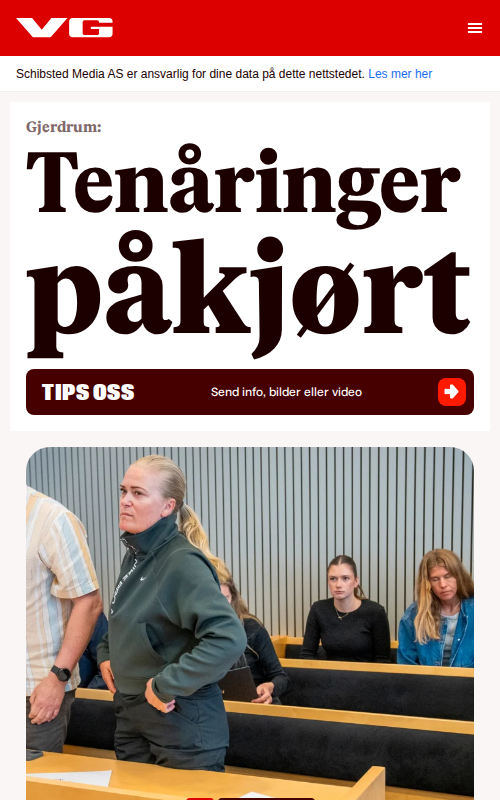 VG
Schibsted Media AS er ansvarlig for dine data på dette nettstedet. Les mer her
Gjerdrum:
Tenåringer
påkjørt
TIPS OSS
Send info, bilder eller video